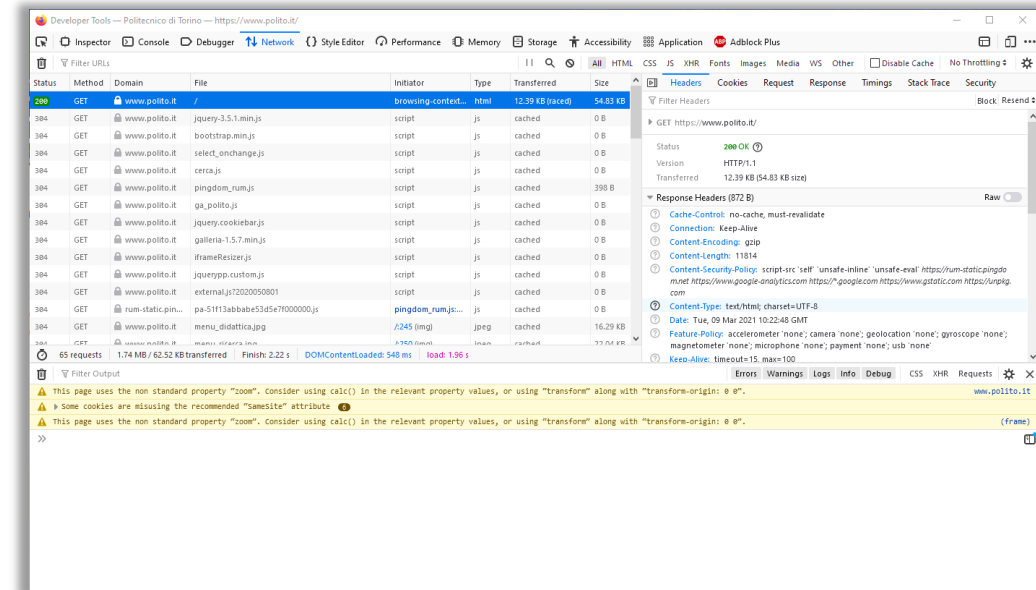 Developer Tools — Politecnico di Torino — https://www.polito.it/
Inspector Console Debugger Network {} Style Editor Performance Memory Storage Accessibility Application ABP Adblock Plus
Filter URLs All HTML CSS JS XHR Fonts Images Media WS Other Disable Cache No Throttling
Status Method Domain File Initiator Type Transferred Size
200 GET www.polito.it / browsing-context... html 12.39 KB (raced) 54.83 KB
304 GET www.polito.it jquery-3.5.1.min.js script js cached 0 B
304 GET www.polito.it bootstrap.min.js script js cached 0 B
304 GET www.polito.it select_onchange.js script js cached 0 B
304 GET www.polito.it cerca.js script js cached 0 B
304 GET www.polito.it pingdom_rum.js script js cached 398 B
304 GET www.polito.it ga_polito.js script js cached 0 B
304 GET www.polito.it jquery.cookiebar.js script js cached 0 B
304 GET www.polito.it galleria-1.5.7.min.js script js cached 0 B
304 GET www.polito.it iframeResizer.js script js cached 0 B
304 GET www.polito.it jquerypp.custom.js script js cached 0 B
304 GET www.polito.it external.js?2020050801 script js cached 0 B
304 GET rum-static.pin... pa-51f13abbabe53d5e7f000000.js pingdom_rum.js:... js cached 0 B
304 GET www.polito.it menu_didattica.jpg /:245 (img) jpeg cached 16.29 KB
304 GET www.polito.it menu_ricerca.jpg /:250 (img) jpeg cached 22.04 KB
65 requests 1.74 MB / 62.52 KB transferred Finish: 2.22 s DOMContentLoaded: 548 ms load: 1.96 s
Headers Cookies Request Response Timings Stack Trace Security
Filter Headers Block Resend
GET https://www.polito.it/
Status 200 OK
Version HTTP/1.1
Transferred 12.39 KB (54.83 KB size)
Response Headers (872 B) Raw
Cache-Control: no-cache, must-revalidate
Connection: Keep-Alive
Content-Encoding: gzip
Content-Length: 11814
Content-Security-Policy: script-src 'self' 'unsafe-inline' 'unsafe-eval' https://rum-static.pingdo
m.net https://www.google-analytics.com https://*.google.com https://www.gstatic.com https://unpkg.
com
Content-Type: text/html; charset=UTF-8
Date: Tue, 09 Mar 2021 10:22:48 GMT
Feature-Policy: accelerometer 'none'; camera 'none'; geolocation 'none'; gyroscope 'none';
magnetometer 'none'; microphone 'none'; payment 'none'; usb 'none'
Keep-Alive: timeout=15, max=100
Filter Output Errors Warnings Logs Info Debug CSS XHR Requests
This page uses the non standard property "zoom". Consider using calc() in the relevant property values, or using "transform" along with "transform-origin: 0 0". www.polito.it
Some cookies are misusing the recommended "SameSite" attribute 6
This page uses the non standard property "zoom". Consider using calc() in the relevant property values, or using "transform" along with "transform-origin: 0 0". (frame)
»